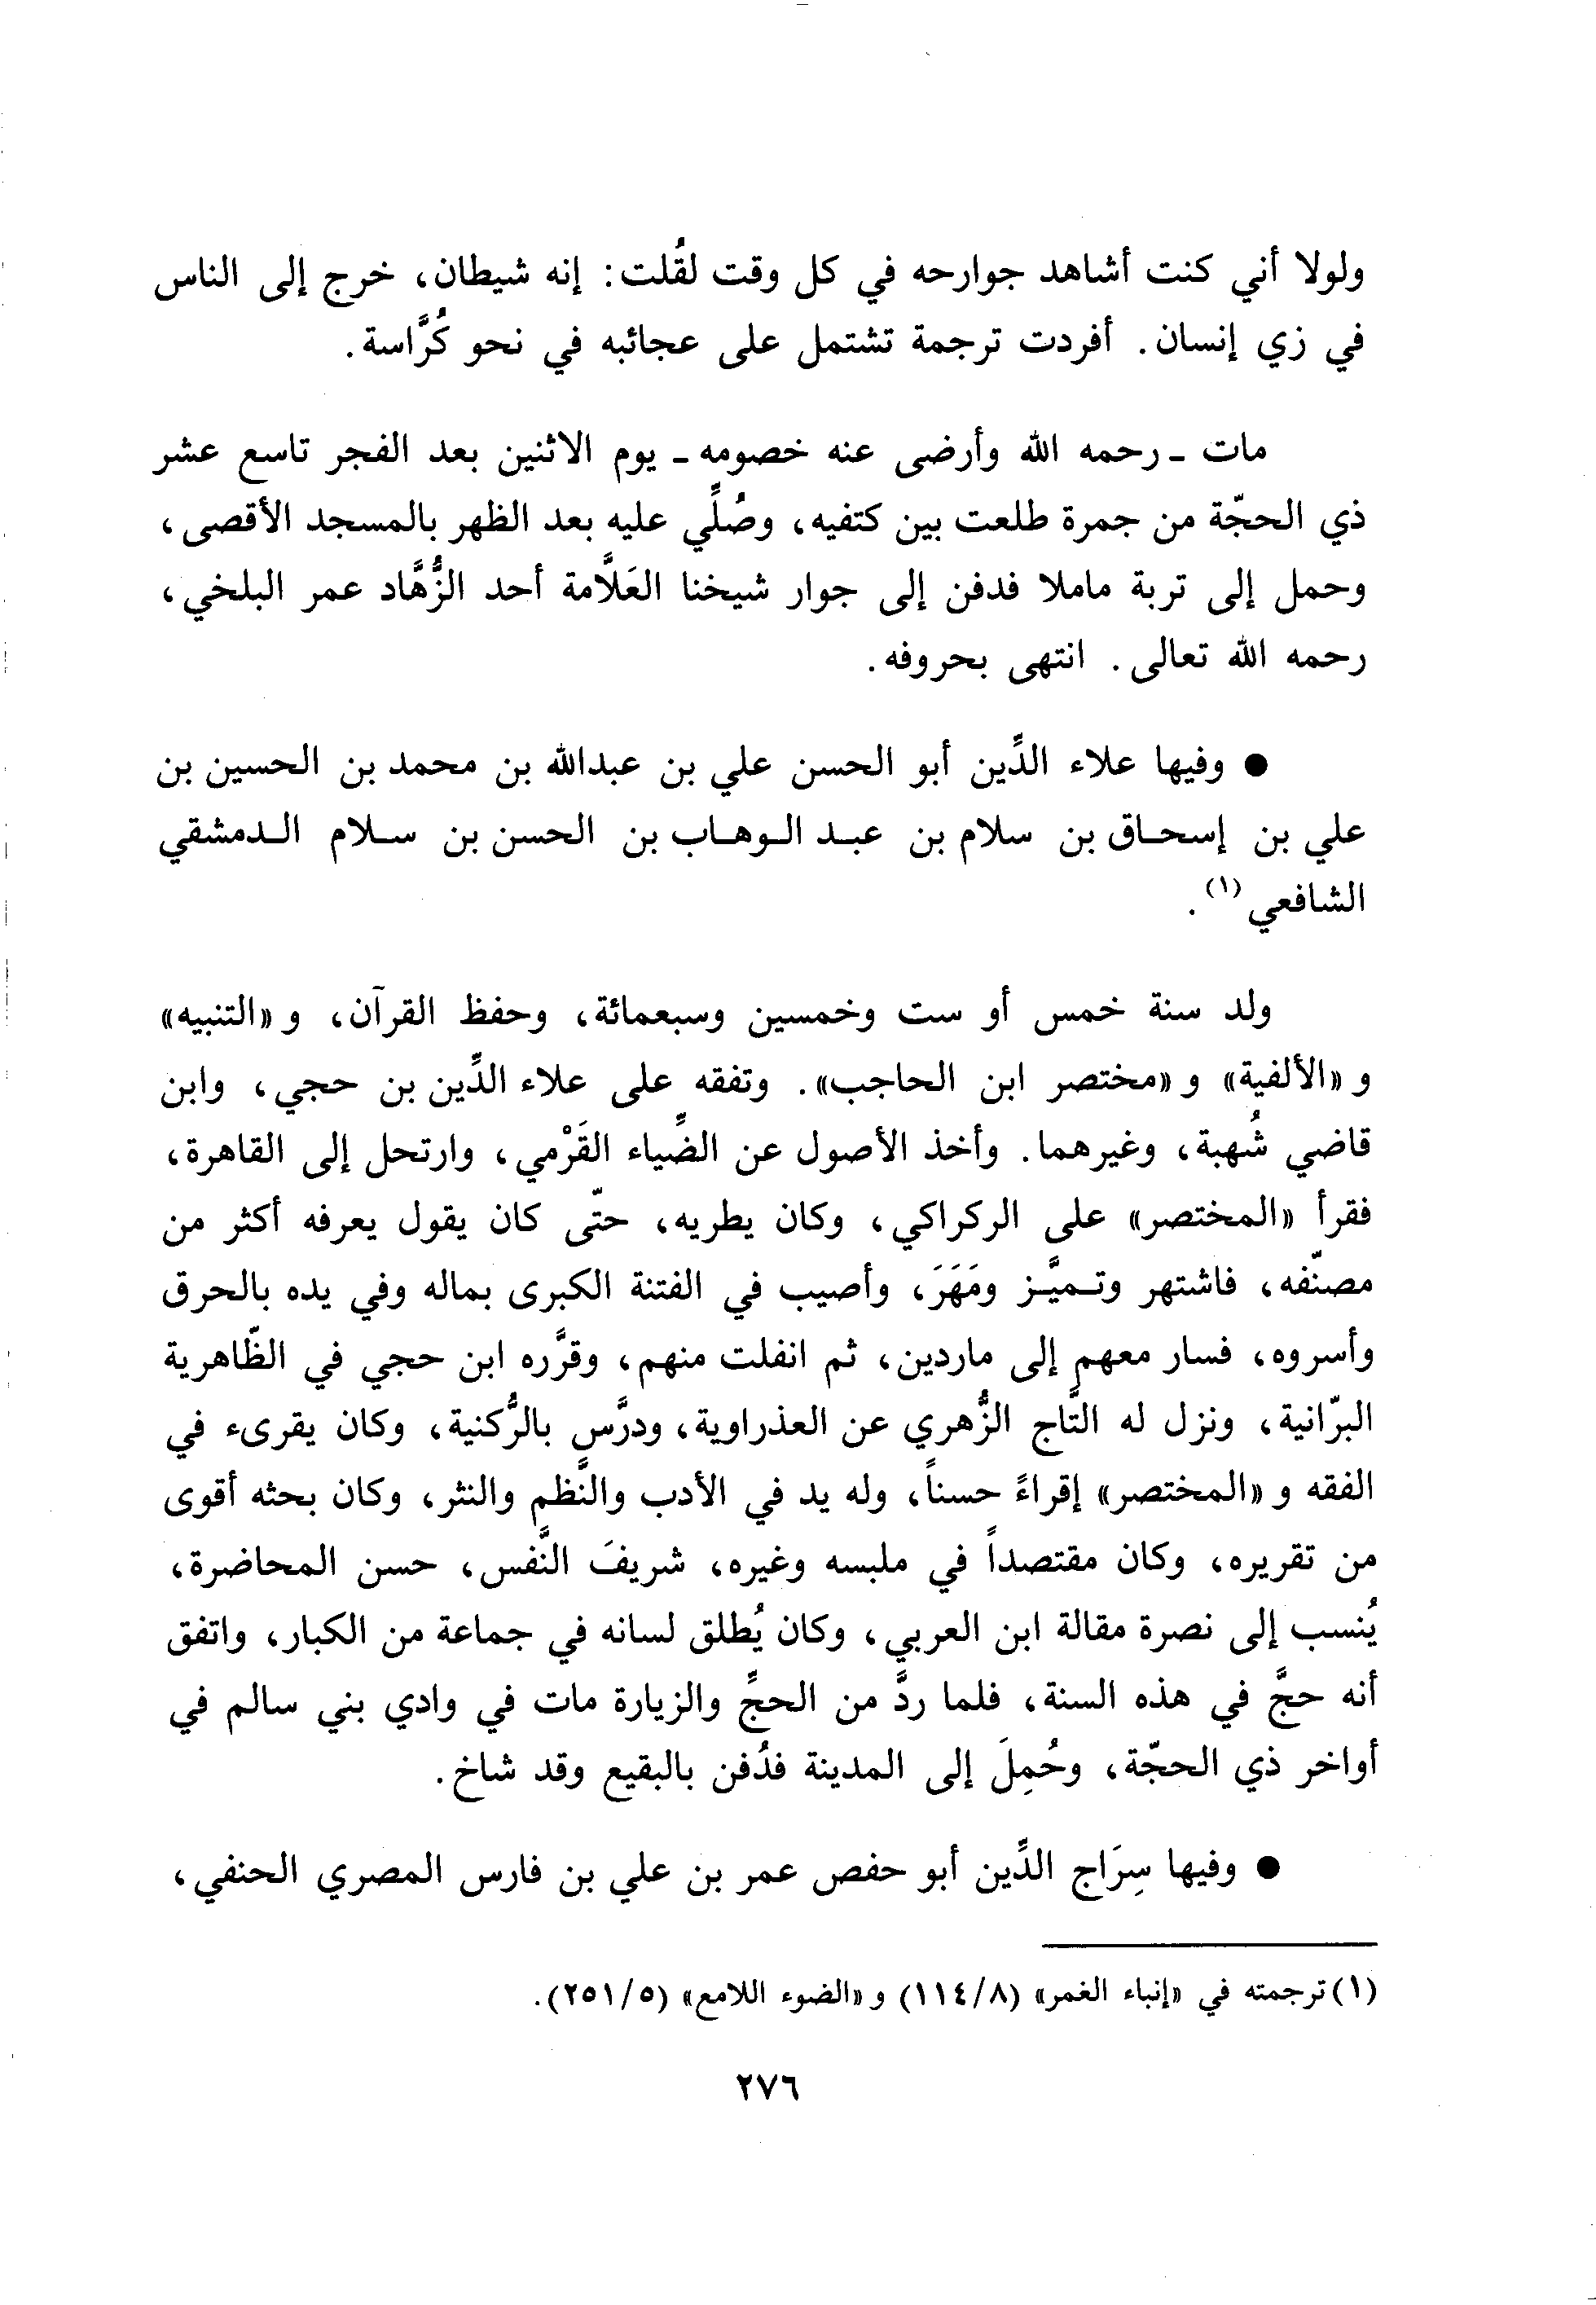 ولولا أني كنت أشاهد جوارحه في كل وقت لقُلت: إنه شيطان، خرج إلى الناس
في زي إنسان. أفردت ترجمة تشتمل على عجائبه في نحو كُرَّاسة.
مات ـ رحمه الله وأرضى عنه خصومه ـ يوم الاثنين بعد الفجر تاسع عشر
ذي الحجّة من جمرة طلعت بين كتفيه، وصُلِّي عليه بعد الظهر بالمسجد الأقصى،
وحمل إلى تربة ماملا فدفن إلى جوار شيخنا العَلاَّمة أحد الزُّهَّاد عمر البلخي،
رحمه الله تعالى. انتهى بحروفه.
● وفيها علاء الدِّين أبو الحسن علي بن عبدالله بن محمد بن الحسين بن
علي بن إسحـاق بن سلام بن عبـد الـوهـاب بن الحسن بن سـلام الـدمشقي
الشافعي (١).
ولد سنة خمس أو ست وخمسين وسبعمائة، وحفظ القرآن، و «التنبيه»
و «الألفية» و «مختصر ابن الحاجب». وتفقه على علاء الدِّين بن حجي، وابن
قاضي شُهبة، وغيرهما. وأخذ الأصول عن الضِّياء القَرْمي، وارتحل إلى القاهرة،
فقرأ «المختصر» على الركراكي، وكان يطريه، حتّى كان يقول يعرفه أكثر من
مصنّفه، فاشتهر وتـميَّـز ومَهَرَ، وأصيب في الفتنة الكبرى بماله وفي يده بالحرق
وأسروه، فسار معهم إلى ماردين، ثم انفلت منهم، وقرَّره ابن حجي في الظّاهرية
البرّانية، ونزل له التَّاج الزُّهري عن العذراوية، ودرَّس بالرُّكنية، وكان يقرىء في
الفقه و «المختصر» إقراءً حسناً، وله يد في الأدب والنَّظم والنثر، وكان بحثه أقوى
من تقريره، وكان مقتصداً في ملبسه وغيره، شريفَ النَّفس، حسن المحاضرة،
يُنسب إلى نصرة مقالة ابن العربي، وكان يُطلق لسانه في جماعة من الكبار، واتفق
أنه حجَّ في هذه السنة، فلما ردَّ من الحجِّ والزيارة مات في وادي بني سالم في
أواخر ذي الحجّة، وحُمِلَ إلى المدينة فدُفن بالبقيع وقد شاخ.
● وفيها سِرَاج الدِّين أبو حفص عمر بن علي بن فارس المصري الحنفي،
(١) ترجمته في «إنباء الغمر» (٨/١١٤) و «الضوء اللامع» (٥/٢٥١).
٢٧٦